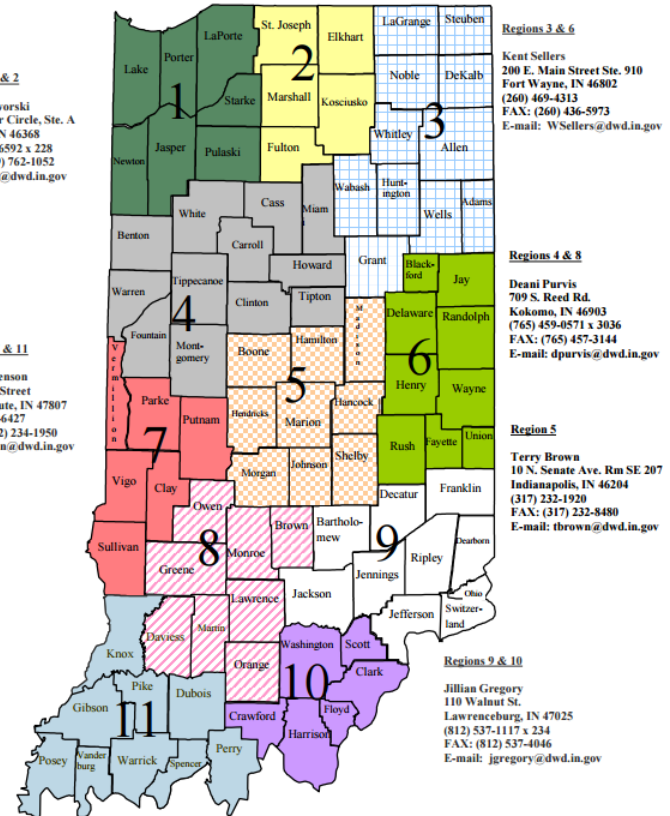 LaPorte
St. Joseph
Elkhart
LaGrange
Steuben
Porter
Lake
2
Noble
DeKalb
1
Starke
Marshall
Kosciusko
3
Whitley
Allen
Newton
Jasper
Pulaski
Fulton
Wabash
Hunt-
ington
Wells
Adams
White
Cass
Miam
Benton
Carroll
Grant
Howard
Black-
ford
Jay
Warren
Tippecanoe
4
Clinton
Tipton
Madison
Delaware
Randolph
Fountain
Mont-
gomery
Boone
Hamilton
5
6
Vermillion
Parke
Putnam
Hendricks
Marion
Hancock
Henry
Wayne
7
Rush
Fayette
Union
Vigo
Clay
Morgan
Johnson
Shelby
Decatur
Franklin
Owen
Sullivan
Greene
8
Monroe
Brown
Bartholo-
mew
9
Jennings
Ripley
Dearborn
Ohio
Switzer-
land
Jefferson
Jackson
Lawrence
Knox
Daviess
Martin
Orange
Washington
Scott
10
Clark
Gibson
Pike
Dubois
11
Crawford
Floyd
Harrison
Posey
Vander
burg
Warrick
Spencer
Perry
& 2
vorski
r Circle, Ste. A
N 46368
6592 x 228
) 762-1052
@dwd.in.gov
& 11
enson
Street
ute, IN 47807
-6427
2) 234-1950
n@dwd.in.gov
Regions 3 & 6
Kent Sellers
200 E. Main Street Ste. 910
Fort Wayne, IN 46802
(260) 469-4313
FAX: (260) 436-5973
E-mail: WSellers@dwd.in.gov
Regions 4 & 8
Deani Purvis
709 S. Reed Rd.
Kokomo, IN 46903
(765) 459-0571 x 3036
FAX: (765) 457-3144
E-mail: dpurvis@dwd.in.gov
Region 5
Terry Brown
10 N. Senate Ave. Rm SE 207
Indianapolis, IN 46204
(317) 232-1920
FAX: (317) 232-8480
E-mail: tbrown@dwd.in.gov
Regions 9 & 10
Jillian Gregory
110 Walnut St.
Lawrenceburg, IN 47025
(812) 537-1117 x 234
FAX: (812) 537-4046
E-mail: jgregory@dwd.in.gov